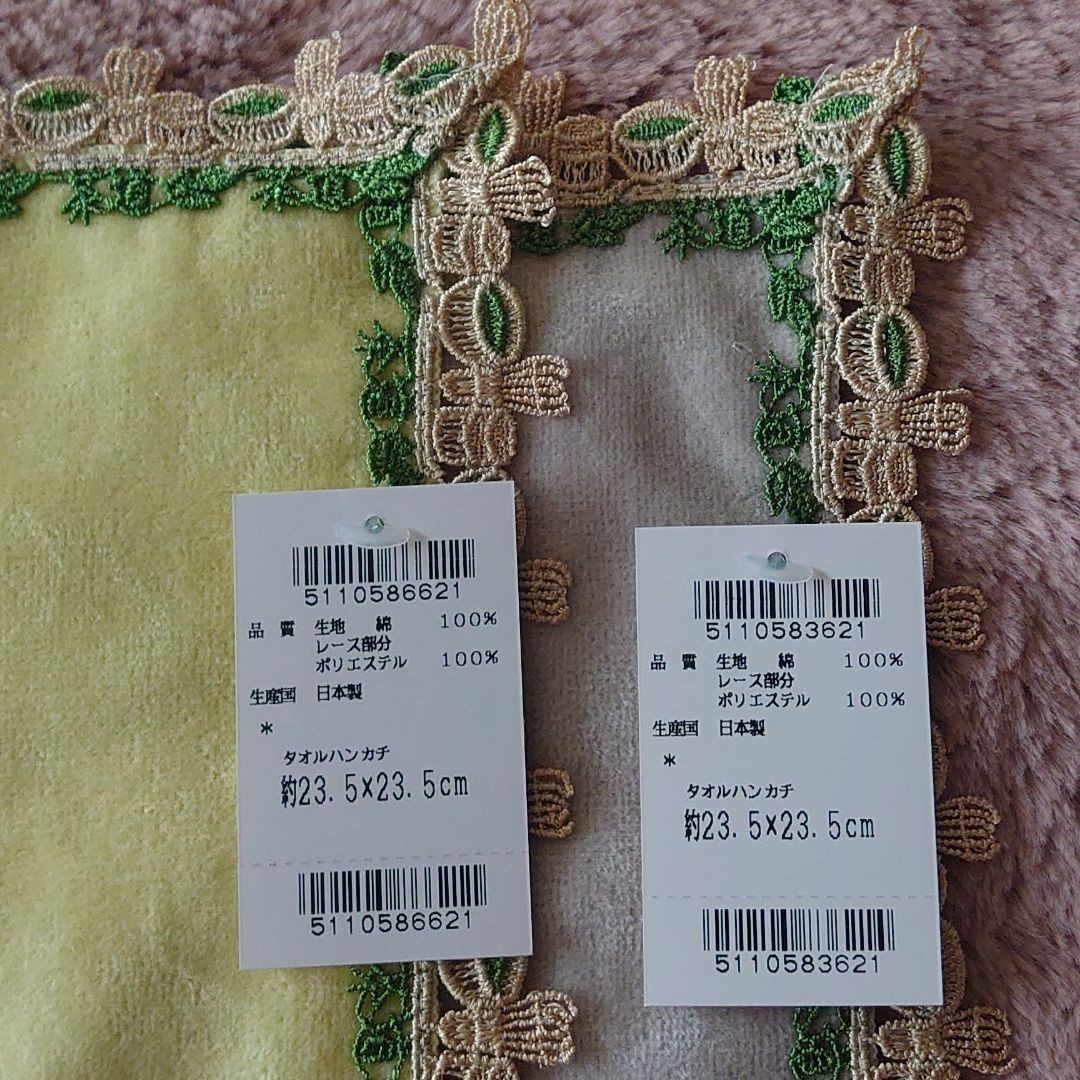 5110586621
品 質 生地 綿 100%
レース部分
ポリエステル 100%
生産国 日本製
*
タオルハンカチ
約23.5×23.5cm
5110586621
5110583621
品 質 生地 綿 100%
レース部分
ポリエステル 100%
生産国 日本製
*
タオルハンカチ
約23.5×23.5cm
5110583621